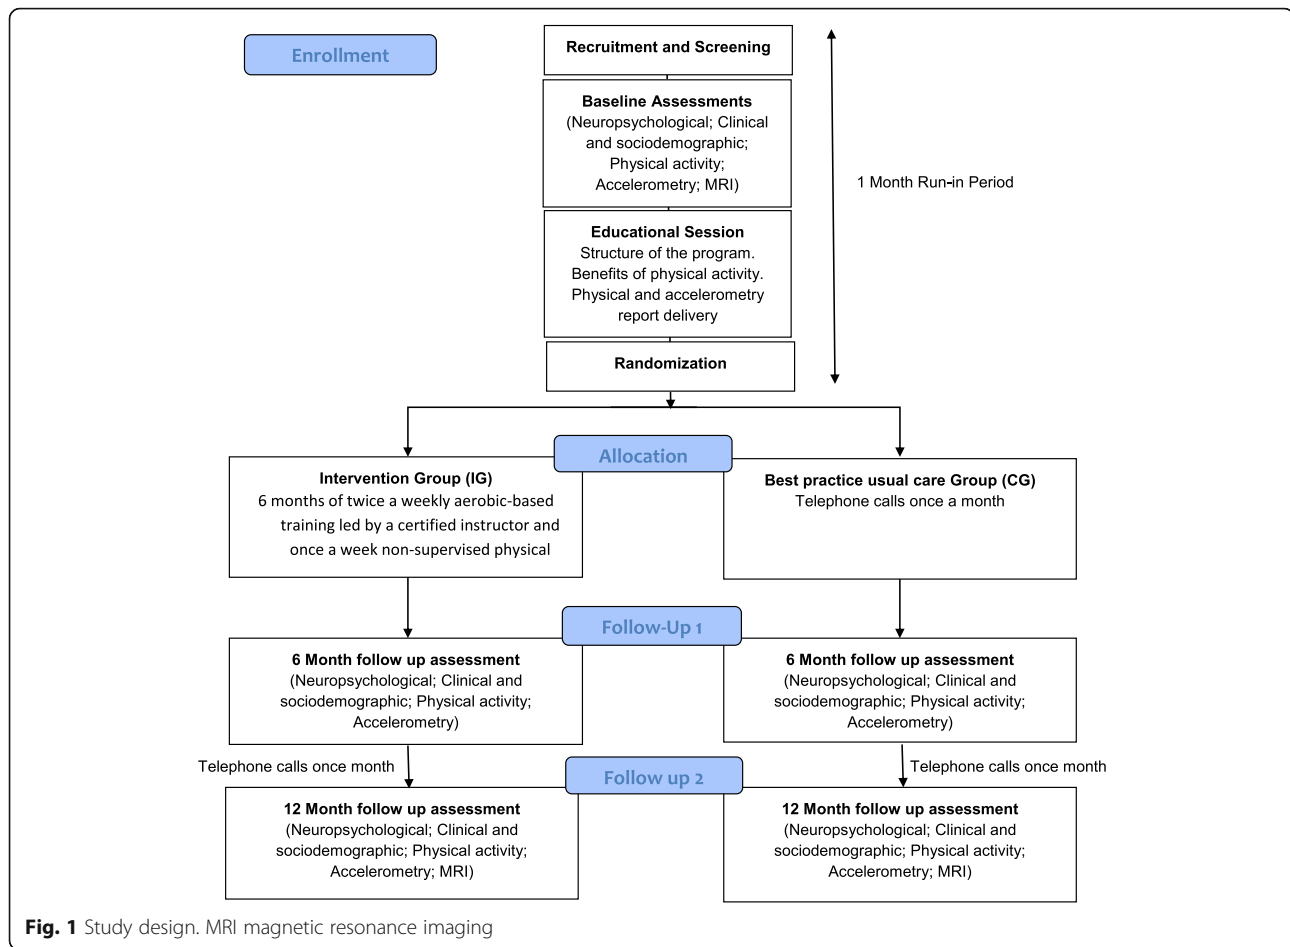 Enrollment
Recruitment and Screening
Baseline Assessments
(Neuropsychological; Clinical
and sociodemographic;
Physical activity;
Accelerometry; MRI)
1 Month Run-in Period
Educational Session
Structure of the program.
Benefits of physical activity.
Physical and accelerometry
report delivery
Randomization
Allocation
Intervention Group (IG)
6 months of twice a weekly aerobic-based
training led by a certified instructor and
once a week non-supervised physical
Best practice usual care Group (CG)
Telephone calls once a month
Follow-Up 1
6 Month follow up assessment
(Neuropsychological; Clinical and
sociodemographic; Physical activity;
Accelerometry)
6 Month follow up assessment
(Neuropsychological; Clinical and
sociodemographic; Physical activity;
Accelerometry)
Telephone calls once month
Telephone calls once month
Follow up 2
12 Month follow up assessment
(Neuropsychological; Clinical and
sociodemographic; Physical activity;
Accelerometry; MRI)
12 Month follow up assessment
(Neuropsychological; Clinical and
sociodemographic; Physical activity;
Accelerometry; MRI)
Fig. 1 Study design. MRI magnetic resonance imaging